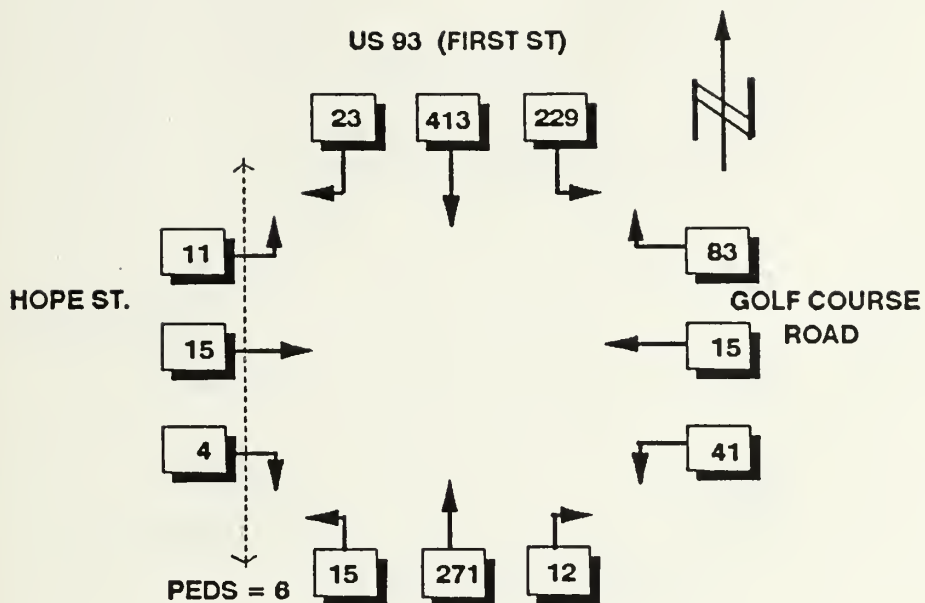 US 93 (FIRST ST)
23 413 229
11 83
HOPE ST. GOLF COURSE
ROAD
15 15
4 41
15 271 12
PEDS = 6